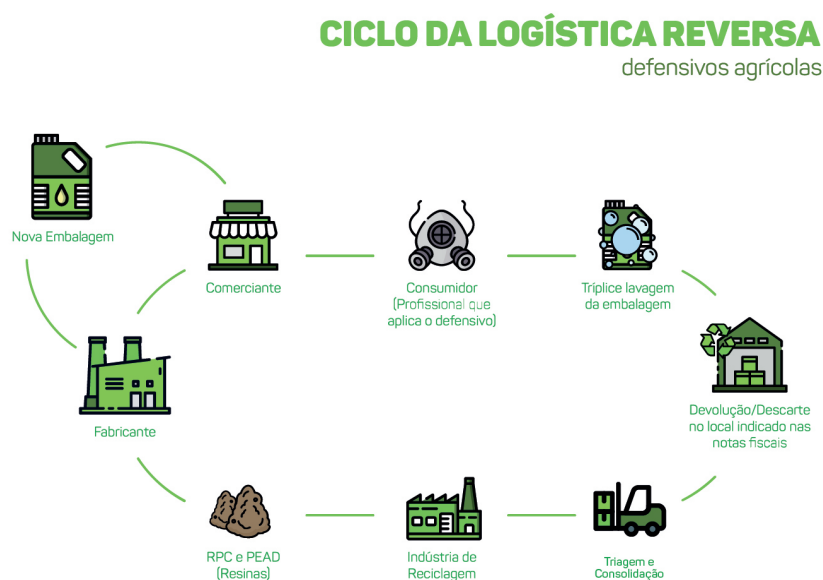 CICLO DA LOGÍSTICA REVERSA
defensivos agrícolas
Nova Embalagem
Comerciante
Consumidor
(Profissional que
aplica o defensivo)
Tríplice lavagem
da embalagem
Devolução/Descarte
no local indicado nas
notas fiscais
Fabricante
RPC e PEAD
(Resinas)
Indústria de
Reciclagem
Triagem e
Consolidação